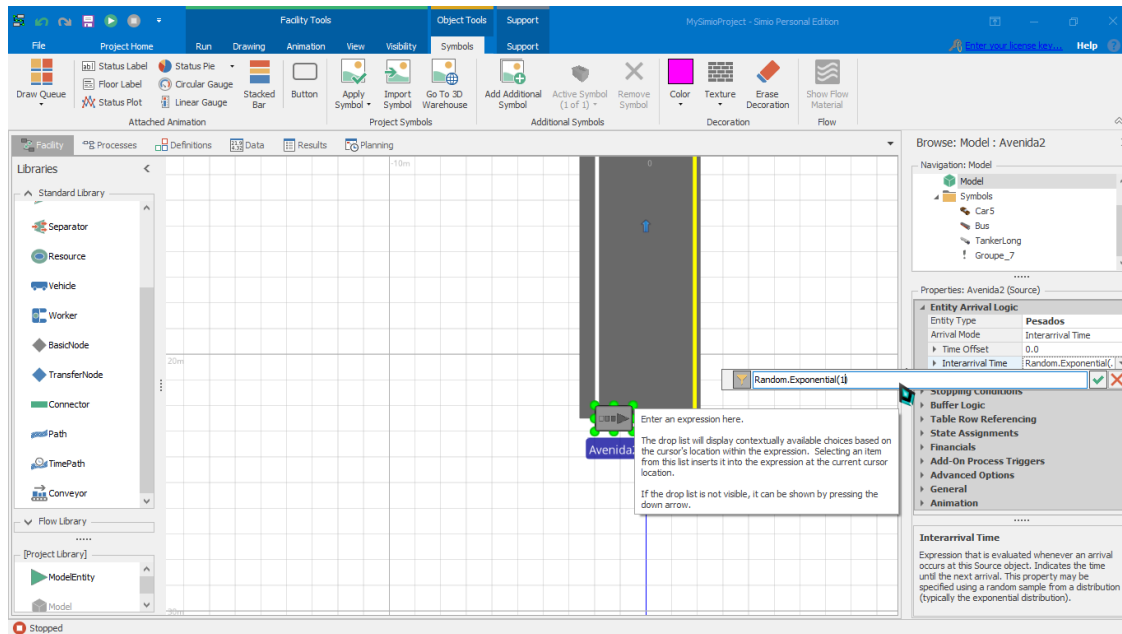 Facility Tools
Object Tools
Support
MySimioProject - Simio Personal Edition
File
Project Home
Run
Drawing
Animation
View
Visibility
Symbols
Support
Enter your license key...
Help
Draw Queue
Status Label
Floor Label
Status Plot
Status Pie
Circular Gauge
Linear Gauge
Stacked Bar
Button
Apply Symbol
Import Symbol
Go To 3D Warehouse
Add Additional Symbol
Active Symbol (1 of 1)
Remove Symbol
Color
Texture
Erase Decoration
Show Flow Material
Attached Animation
Project Symbols
Additional Symbols
Decoration
Flow
Facility
Processes
Definitions
Data
Results
Planning
Browse: Model : Avenida2
Libraries
Standard Library
Separator
Resource
Vehicle
Worker
BasicNode
TransferNode
Connector
Path
TimePath
Conveyor
Flow Library
[Project Library]
ModelEntity
Model
-10m
0
20m
30m
Avenida2
Random.Exponential(1)
Enter an expression here.
The drop list will display contextually available choices based
on the cursor's location within the expression. Selecting an item
from this list inserts it into the expression at the current cursor
location.
If the drop list is not visible, it can be shown by pressing the
down arrow.
Navigation: Model
Model
Symbols
Car5
Bus
TankerLong
Groupe_7
Properties: Avenida2 (Source)
Entity Arrival Logic
Entity Type Pesados
Arrival Mode Interarrival Time
Time Offset 0.0
Interarrival Time Random.Exponential(.
Stopping Conditions
Buffer Logic
Table Row Referencing
State Assignments
Financials
Add-On Process Triggers
Advanced Options
General
Animation
Interarrival Time
Expression that is evaluated whenever an arrival
occurs at this Source object. Indicates the time
until the next arrival. This property may be
specified using a random sample from a distribution
(typically the exponential distribution).
Stopped